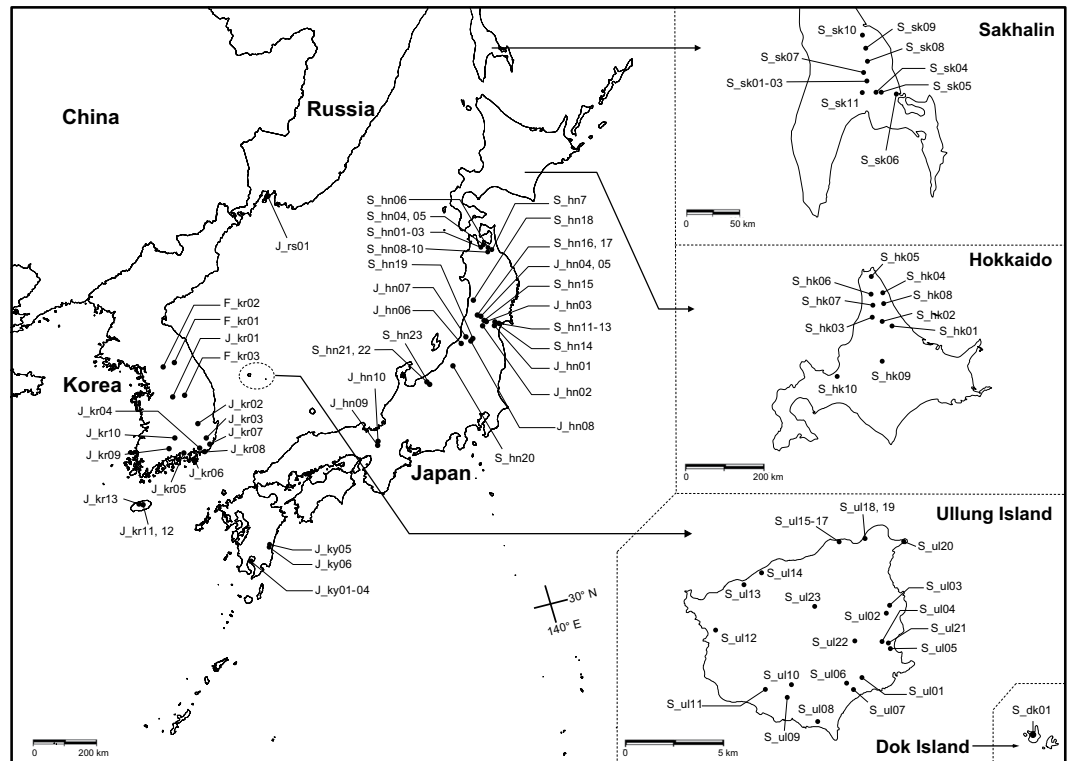 China
Russia
Korea
Japan
J_rs01
F_kr02
F_kr01
J_kr01
F_kr03
J_kr04
J_kr02
J_kr03
J_kr10
J_kr07
J_kr09
J_kr08
J_kr06
J_kr05
J_kr13
J_kr11, 12
S_hn06
S_hn04, 05
S_hn01-03
S_hn08-10
S_hn19
J_hn07
J_hn06
S_hn23
S_hn21, 22
J_hn10
J_hn09
S_hn7
S_hn18
S_hn16, 17
J_hn04, 05
S_hn15
J_hn03
S_hn11-13
S_hn14
J_hn01
J_hn02
J_hn08
S_hn20
J_ky05
J_ky06
J_ky01-04
30° N
140° E
0 200 km
Sakhalin
S_sk10
S_sk09
S_sk08
S_sk07
S_sk04
S_sk01-03
S_sk05
S_sk11
S_sk06
0 50 km
Hokkaido
S_hk05
S_hk06
S_hk04
S_hk07
S_hk08
S_hk02
S_hk03
S_hk01
S_hk09
S_hk10
0 200 km
Ullung Island
S_ul18, 19
S_ul15-17
S_ul20
S_ul14
S_ul13
S_ul23
S_ul03
S_ul02
S_ul04
S_ul12
S_ul21
S_ul22
S_ul05
S_ul10
S_ul06
S_ul01
S_ul11
S_ul08
S_ul07
S_ul09
0 5 km
S_dk01
Dok Island